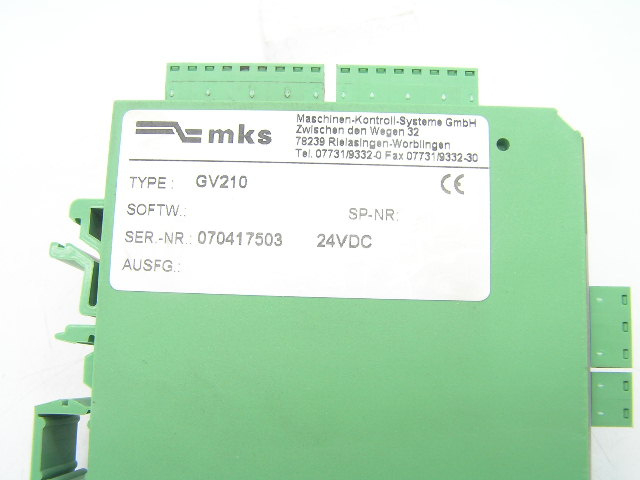 mks
Maschinen-Kontroll-Systeme GmbH
Zwischen den Wegen 32
78239 Rielasingen-Worblingen
Tel. 07731/9332-0 Fax 07731/9332-30
TYPE: GV210
CE
SOFTW.: SP-NR:
SER.-NR.: 070417503 24VDC
AUSFG.: